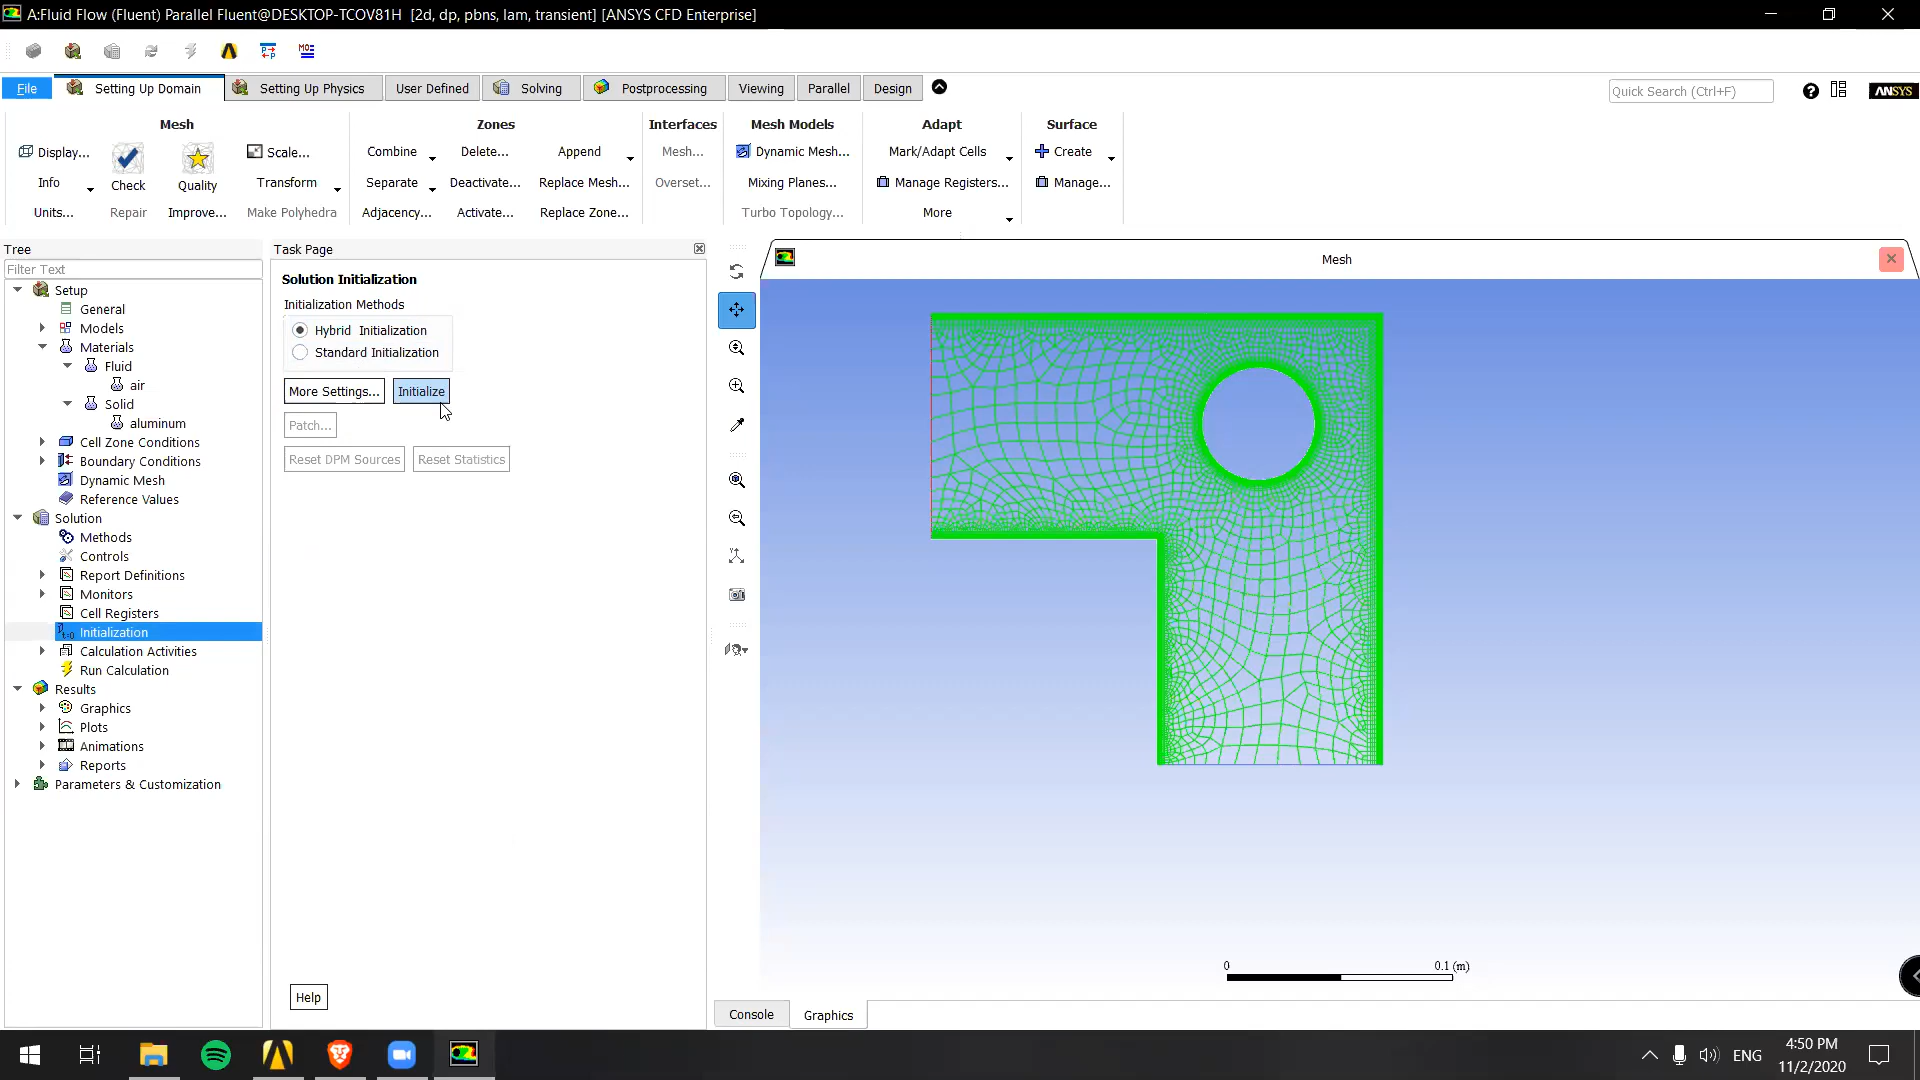 A:Fluid Flow (Fluent) Parallel Fluent@DESKTOP-TCOV81H [2d, dp, pbns, lam, transient] [ANSYS CFD Enterprise]
File
Setting Up Domain
Setting Up Physics
User Defined
Solving
Postprocessing
Viewing
Parallel
Design
Quick Search (Ctrl+F)
ANSYS
Mesh
Display...
Info
Units...
Check
Repair
Quality
Improve...
Scale...
Transform
Make Polyhedra
Zones
Combine
Separate
Adjacency...
Delete...
Deactivate...
Activate...
Append
Replace Mesh...
Replace Zone...
Interfaces
Mesh...
Overset...
Mesh Models
Dynamic Mesh...
Mixing Planes...
Turbo Topology...
Adapt
Mark/Adapt Cells
Manage Registers...
More
Surface
Create
Manage...
Tree
Filter Text
Setup
General
Models
Materials
Fluid
air
Solid
aluminum
Cell Zone Conditions
Boundary Conditions
Dynamic Mesh
Reference Values
Solution
Methods
Controls
Report Definitions
Monitors
Cell Registers
Initialization
Calculation Activities
Run Calculation
Results
Graphics
Plots
Animations
Reports
Parameters & Customization
Task Page
Solution Initialization
Initialization Methods
Hybrid Initialization
Standard Initialization
More Settings...
Initialize
Patch...
Reset DPM Sources
Reset Statistics
Help
Mesh
0
0.1 (m)
Console
Graphics
ENG
4:50 PM
11/2/2020